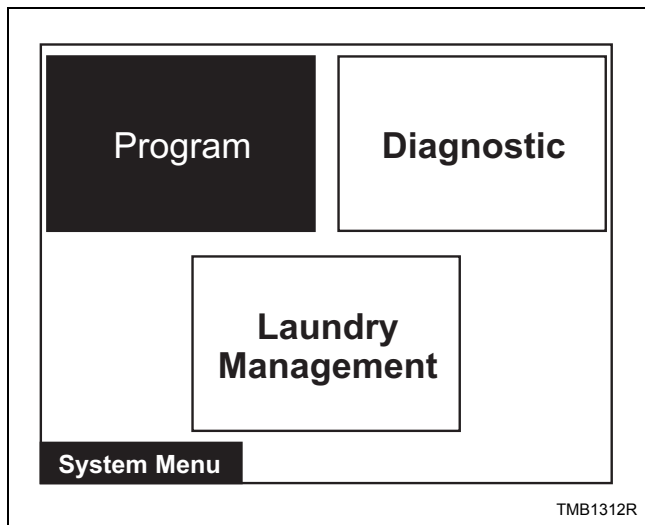 Program
Diagnostic
Laundry
Management
System Menu
TMB1312R